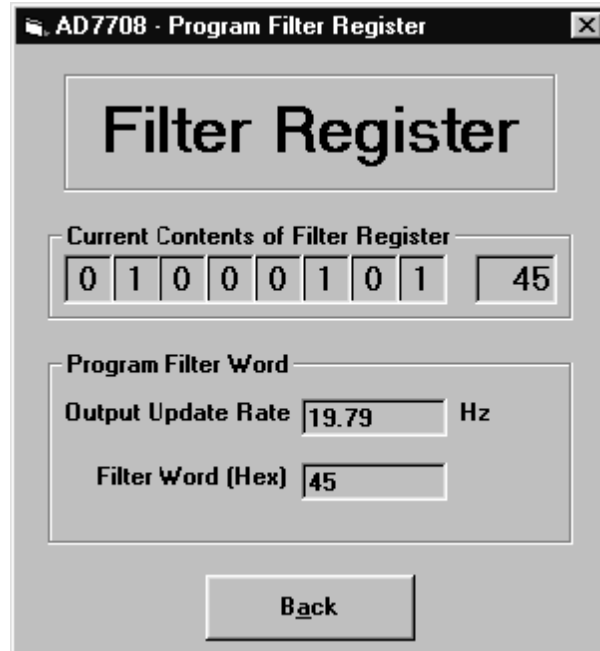 AD7708 - Program Filter Register
Filter Register
Current Contents of Filter Register
0 1 0 0 0 1 0 1 45
Program Filter Word
Output Update Rate 19.79 Hz
Filter Word (Hex) 45
Back